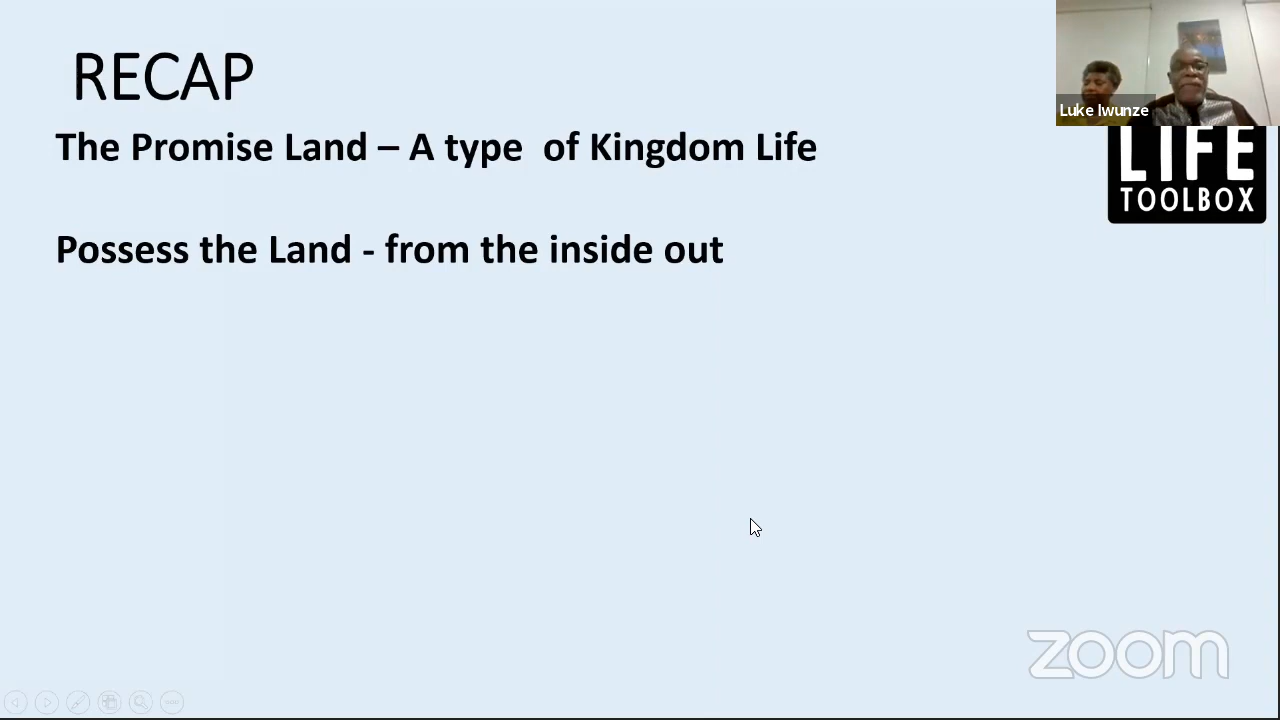 RECAP
The Promise Land – A type of Kingdom Life
Possess the Land - from the inside out
Luke Iwunze
LIFE
TOOLBOX
zoom